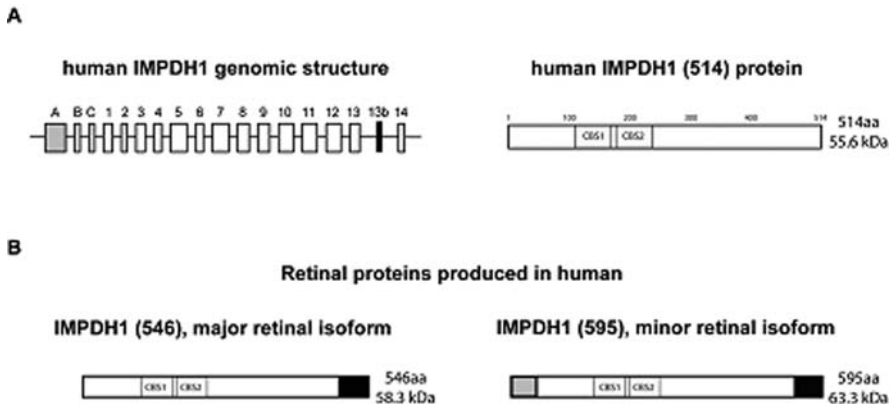 A
human IMPDH1 genomic structure
A B C 1 2 3 4 5 6 7 8 9 10 11 12 13 13b 14
human IMPDH1 (514) protein
1 100 200 300 400 514
CBS1 CBS2
514aa
55.6 kDa
B
Retinal proteins produced in human
IMPDH1 (546), major retinal isoform
CBS1 CBS2
546aa
58.3 kDa
IMPDH1 (595), minor retinal isoform
CBS1 CBS2
595aa
63.3 kDa